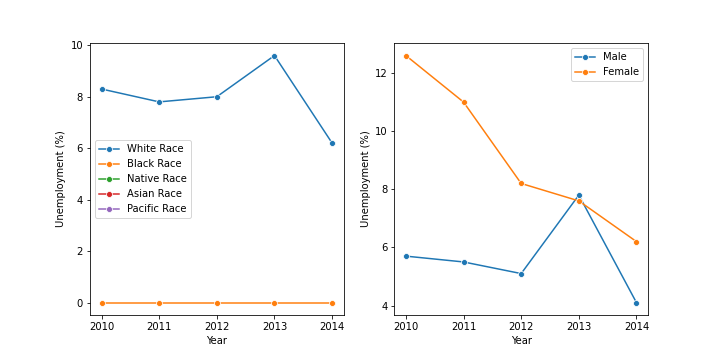 10
8
6
4
2
0
Unemployment (%)
White Race
Black Race
Native Race
Asian Race
Pacific Race
2010 2011 2012 2013 2014
Year
12
10
8
6
4
Unemployment (%)
Male
Female
2010 2011 2012 2013 2014
Year